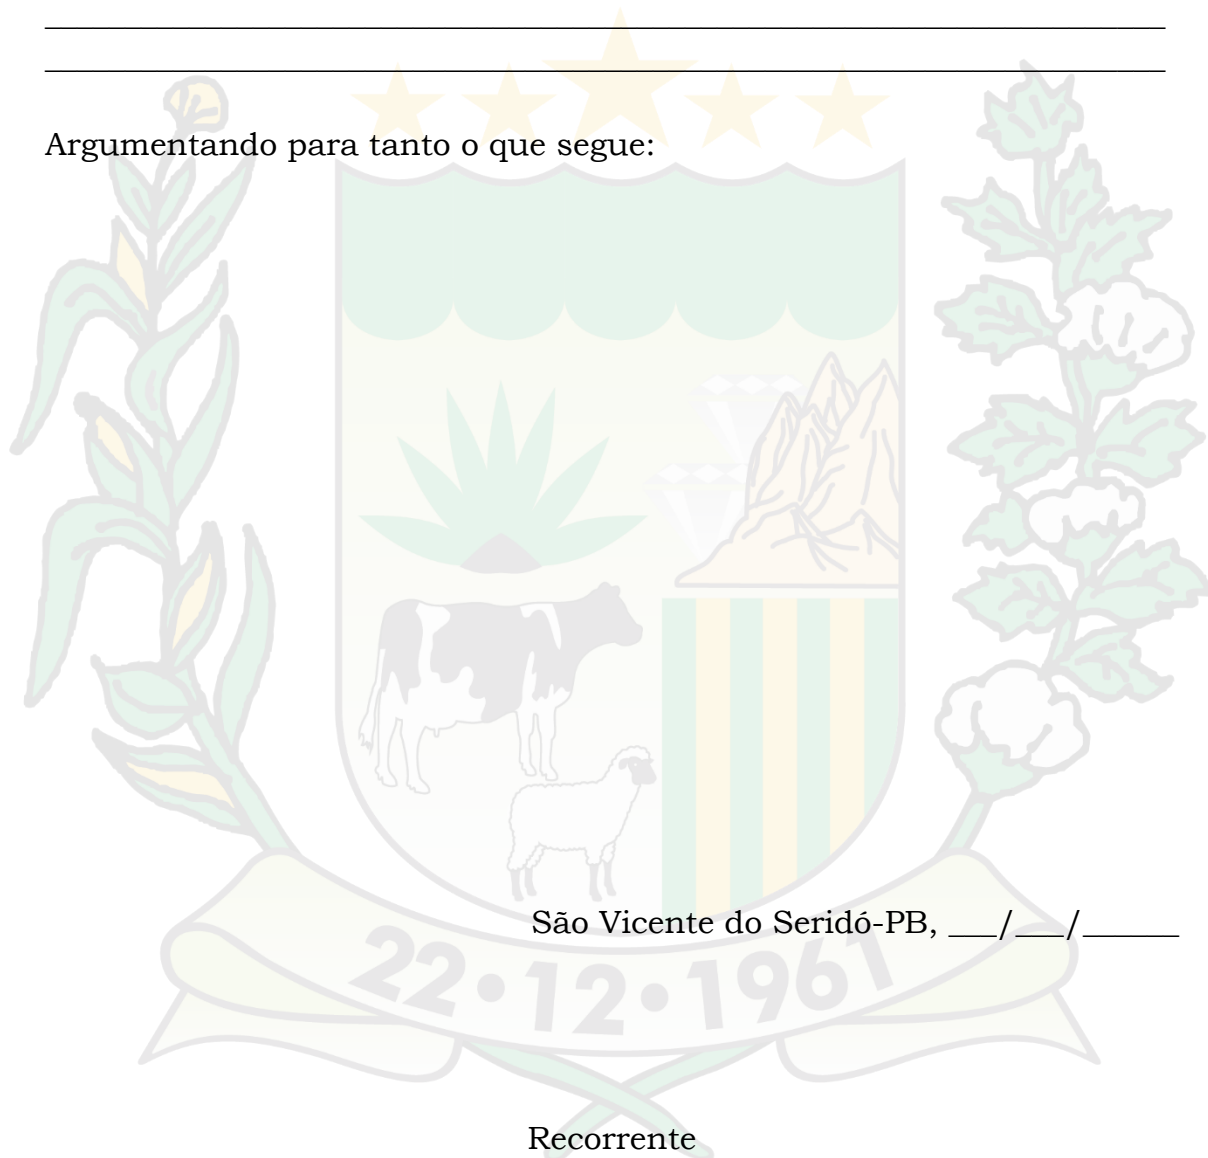 Argumentando para tanto o que segue:
São Vicente do Seridó-PB, ___/___/______
22•12•1961
Recorrente